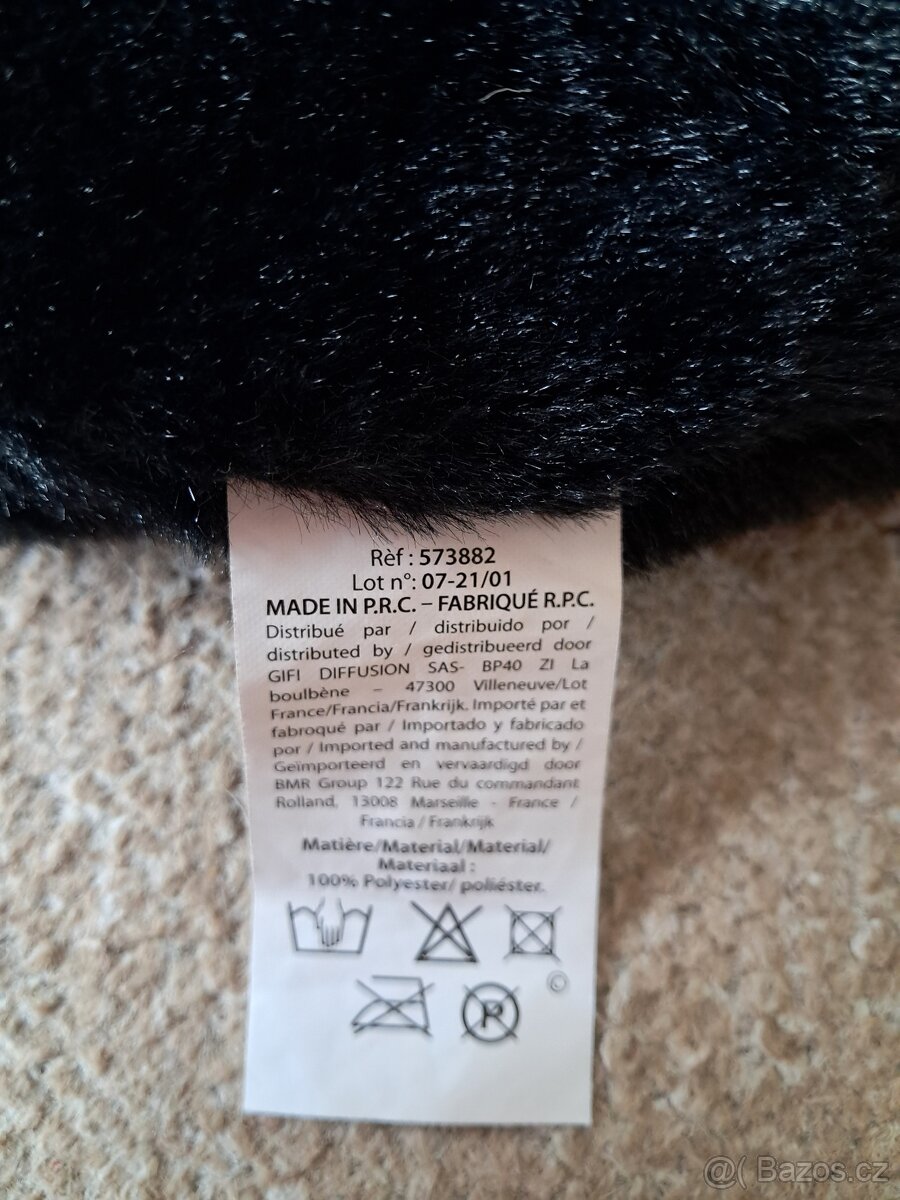 Rèf : 573882
Lot n°: 07-21/01
MADE IN P.R.C. – FABRIQUÉ R.P.C.
Distribué par / distribuido por /
distributed by / gedistribueerd door
GIFI DIFFUSION SAS- BP40 ZI La
boulbène – 47300 Villeneuve/Lot
France/Francia/Frankrijk. Importé par et
fabroqué par / Importado y fabricado
por / Imported and manufactured by /
Geïmporteerd en vervaardigd door
BMR Group 122 Rue du commandant
Rolland, 13008 Marseille - France /
Francia / Frankrijk
Matière/Material/Material/
Materiaal :
100% Polyester/ poliéster.
©
P
@( Bazos.cz